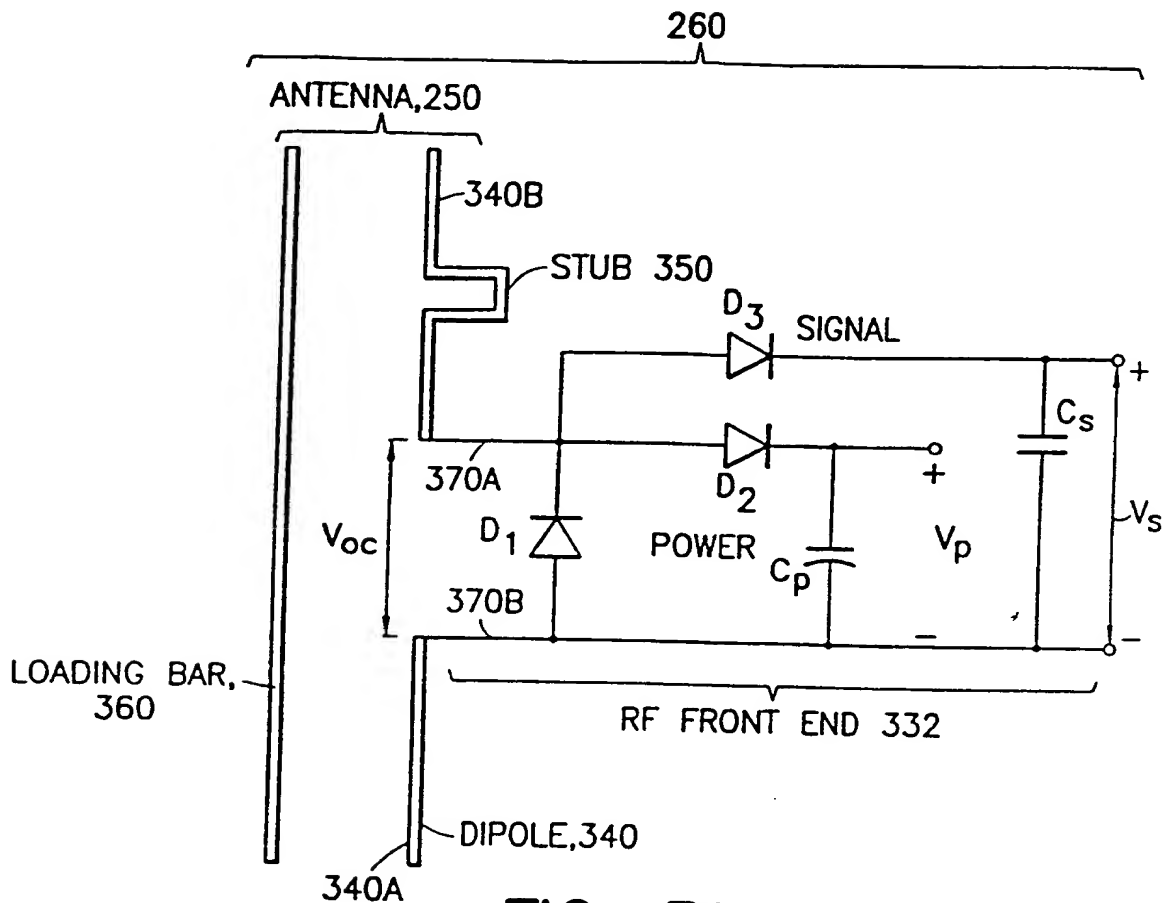 260
ANTENNA,250
340B
STUB 350
D3
SIGNAL
Cs
+
370A
D2
+
Voc
D1
POWER
Cp
Vp
Vs
370B
−
−
LOADING BAR,
360
RF FRONT END 332
DIPOLE,340
340A